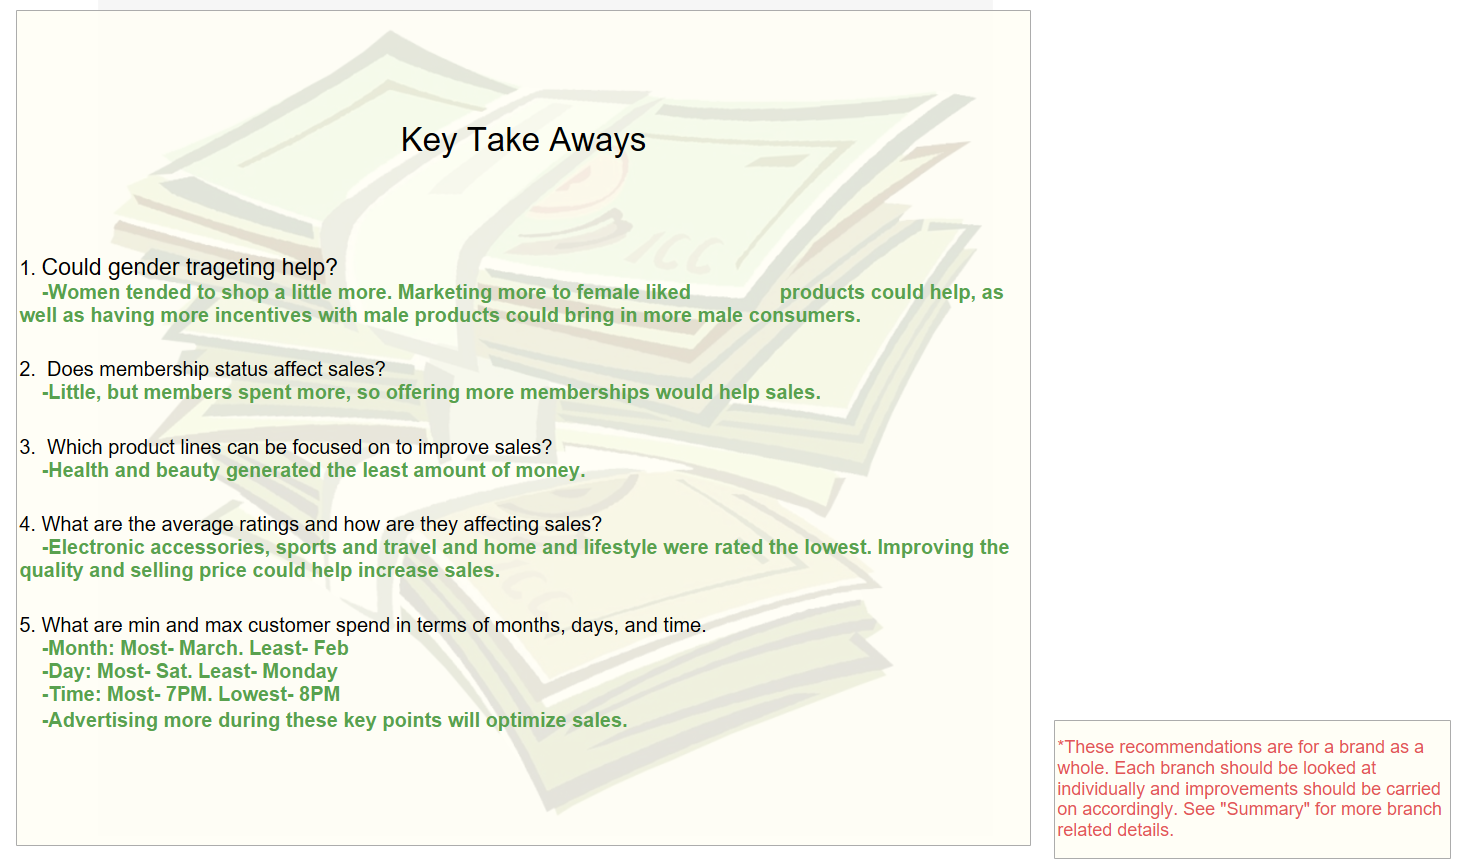 Key Take Aways
1. Could gender trageting help?
-Women tended to shop a little more. Marketing more to female liked products could help, as
well as having more incentives with male products could bring in more male consumers.
2. Does membership status affect sales?
-Little, but members spent more, so offering more memberships would help sales.
3. Which product lines can be focused on to improve sales?
-Health and beauty generated the least amount of money.
4. What are the average ratings and how are they affecting sales?
-Electronic accessories, sports and travel and home and lifestyle were rated the lowest. Improving the
quality and selling price could help increase sales.
5. What are min and max customer spend in terms of months, days, and time.
-Month: Most- March. Least- Feb
-Day: Most- Sat. Least- Monday
-Time: Most- 7PM. Lowest- 8PM
-Advertising more during these key points will optimize sales.
*These recommendations are for a brand as a
whole. Each branch should be looked at
individually and improvements should be carried
on accordingly. See "Summary" for more branch
related details.